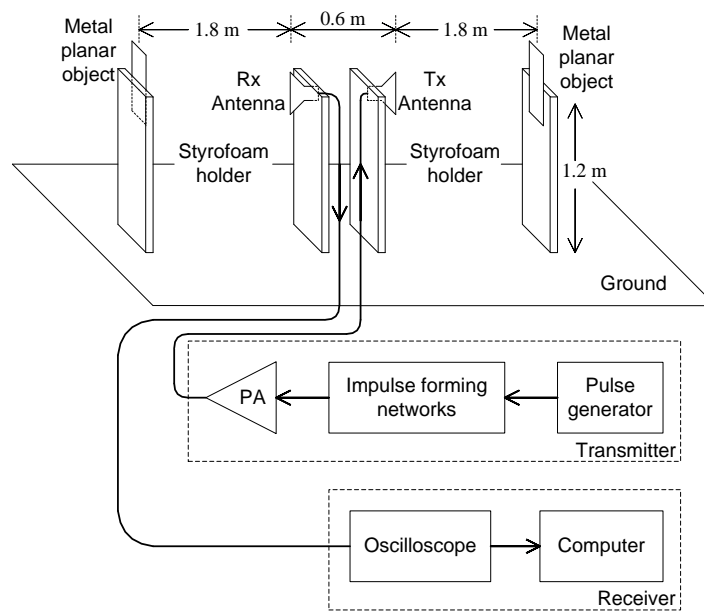 Metal
planar
object
1.8 m
0.6 m
1.8 m
Metal
planar
object
Rx
Antenna
Tx
Antenna
Styrofoam
holder
Styrofoam
holder
1.2 m
Ground
PA
Impulse forming
networks
Pulse
generator
Transmitter
Oscilloscope
Computer
Receiver